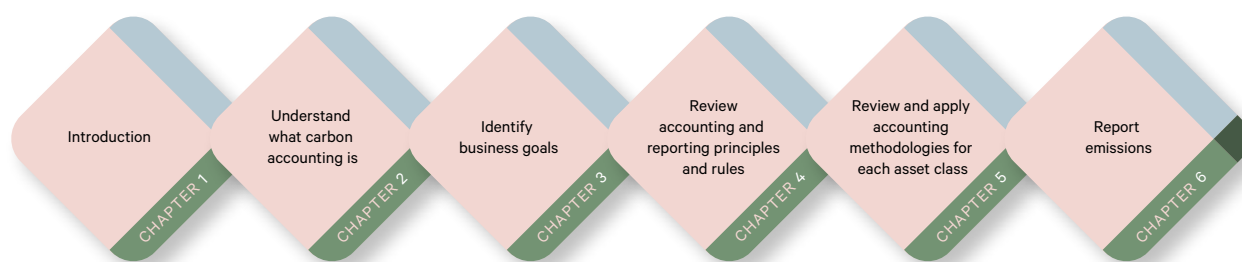 Introduction
CHAPTER 1
Understand
what carbon
accounting is
CHAPTER 2
Identify
business goals
CHAPTER 3
Review
accounting and
reporting principles
and rules
CHAPTER 4
Review and apply
accounting
methodologies for
each asset class
CHAPTER 5
Report
emissions
CHAPTER 6